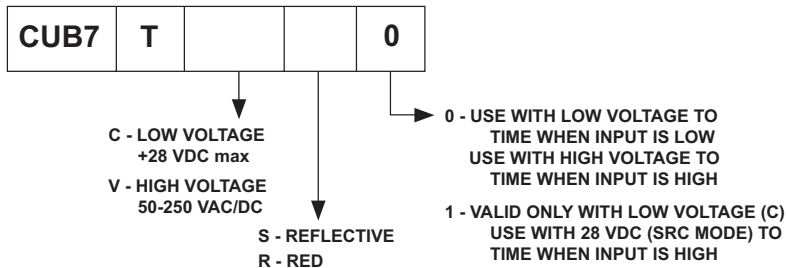 CUB7 T 0
C - LOW VOLTAGE
+28 VDC max
V - HIGH VOLTAGE
50-250 VAC/DC
S - REFLECTIVE
R - RED
0 - USE WITH LOW VOLTAGE TO
TIME WHEN INPUT IS LOW
USE WITH HIGH VOLTAGE TO
TIME WHEN INPUT IS HIGH
1 - VALID ONLY WITH LOW VOLTAGE (C)
USE WITH 28 VDC (SRC MODE) TO
TIME WHEN INPUT IS HIGH